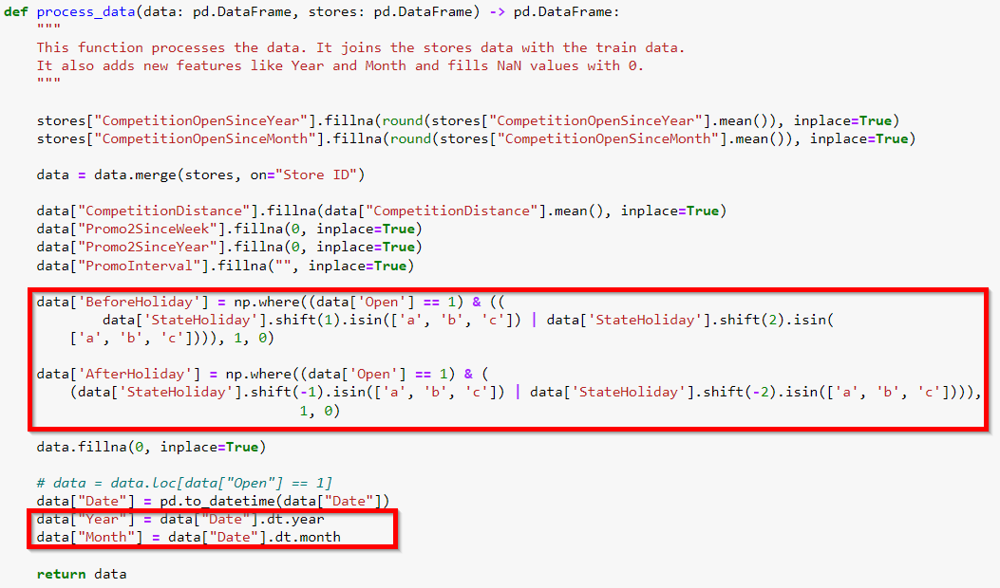 def process_data(data: pd.DataFrame, stores: pd.DataFrame) -> pd.DataFrame:
"""
This function processes the data. It joins the stores data with the train data.
It also adds new features like Year and Month and fills NaN values with 0.
"""
stores["CompetitionOpenSinceYear"].fillna(round(stores["CompetitionOpenSinceYear"].mean()), inplace=True)
stores["CompetitionOpenSinceMonth"].fillna(round(stores["CompetitionOpenSinceMonth"].mean()), inplace=True)
data = data.merge(stores, on="Store ID")
data["CompetitionDistance"].fillna(data["CompetitionDistance"].mean(), inplace=True)
data["Promo2SinceWeek"].fillna(0, inplace=True)
data["Promo2SinceYear"].fillna(0, inplace=True)
data["PromoInterval"].fillna("", inplace=True)
data['BeforeHoliday'] = np.where((data['Open'] == 1) & ((
data['StateHoliday'].shift(1).isin(['a', 'b', 'c']) | data['StateHoliday'].shift(2).isin(
['a', 'b', 'c']))), 1, 0)
data['AfterHoliday'] = np.where((data['Open'] == 1) & (
(data['StateHoliday'].shift(-1).isin(['a', 'b', 'c']) | data['StateHoliday'].shift(-2).isin(['a', 'b', 'c']))),
1, 0)
data.fillna(0, inplace=True)
# data = data.loc[data["Open"] == 1]
data["Date"] = pd.to_datetime(data["Date"])
data["Year"] = data["Date"].dt.year
data["Month"] = data["Date"].dt.month
return data